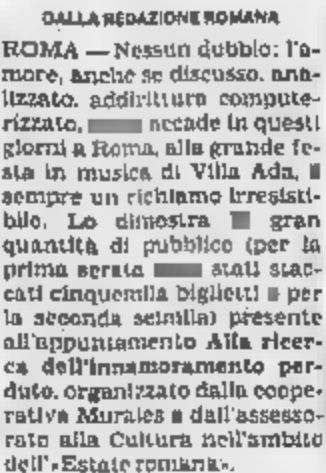 DALLA REDAZIONE ROMANA
ROMA — Nessun dubbio: l'a-
more, anche se discusso, ana-
lizzato, addirittura compute-
rizzato, accade in questi
giorni a Roma, alla grande fe-
sta in musica di Villa Ada,
sempre un richiamo irresisti-
bile. Lo dimostra gran
quantità di pubblico (per la
prima serata stati stac-
cati cinquemila biglietti per
la seconda seimila) presente
all'appuntamento Alla ricer-
ca dell'innamoramento per-
duto, organizzato dalla coope-
rativa Murales dall'assesso-
rato alla Cultura nell'ambito
dell'«Estate romana».